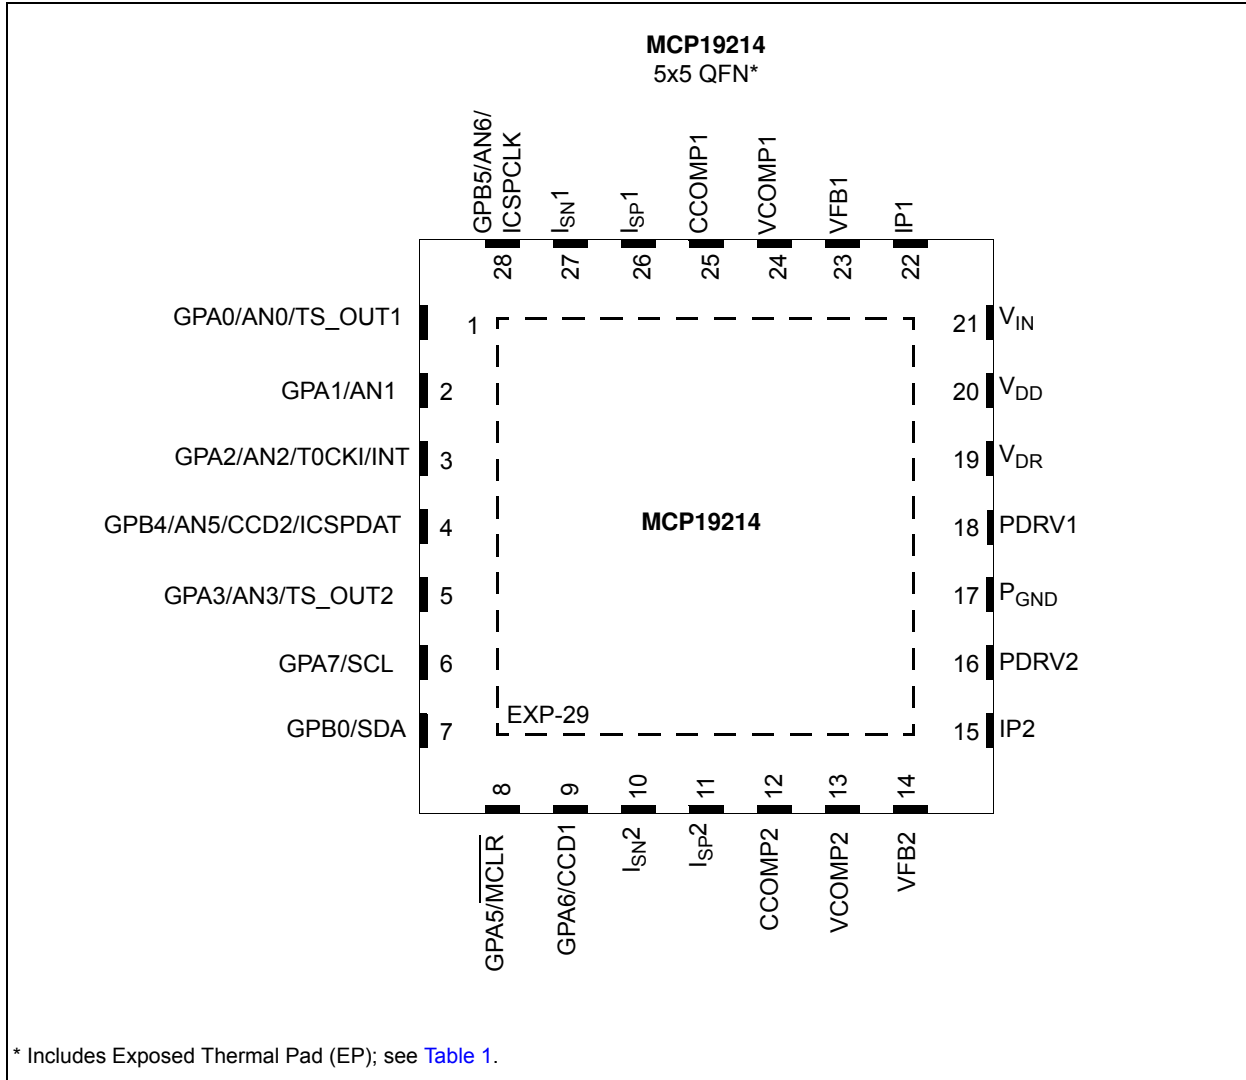 MCP19214
5x5 QFN*
GPB5/AN6/
ICSPCLK
ISN1
ISP1
CCOMP1
VCOMP1
VFB1
IP1
28
27
26
25
24
23
22
GPA0/AN0/TS_OUT1 1
GPA1/AN1 2
GPA2/AN2/T0CKI/INT 3
GPB4/AN5/CCD2/ICSPDAT 4
GPA3/AN3/TS_OUT2 5
GPA7/SCL 6
GPB0/SDA 7
MCP19214
EXP-29
21 VIN
20 VDD
19 VDR
18 PDRV1
17 PGND
16 PDRV2
15 IP2
8
9
10
11
12
13
14
GPA5/MCLR
GPA6/CCD1
ISN2
ISP2
CCOMP2
VCOMP2
VFB2
* Includes Exposed Thermal Pad (EP); see Table 1.